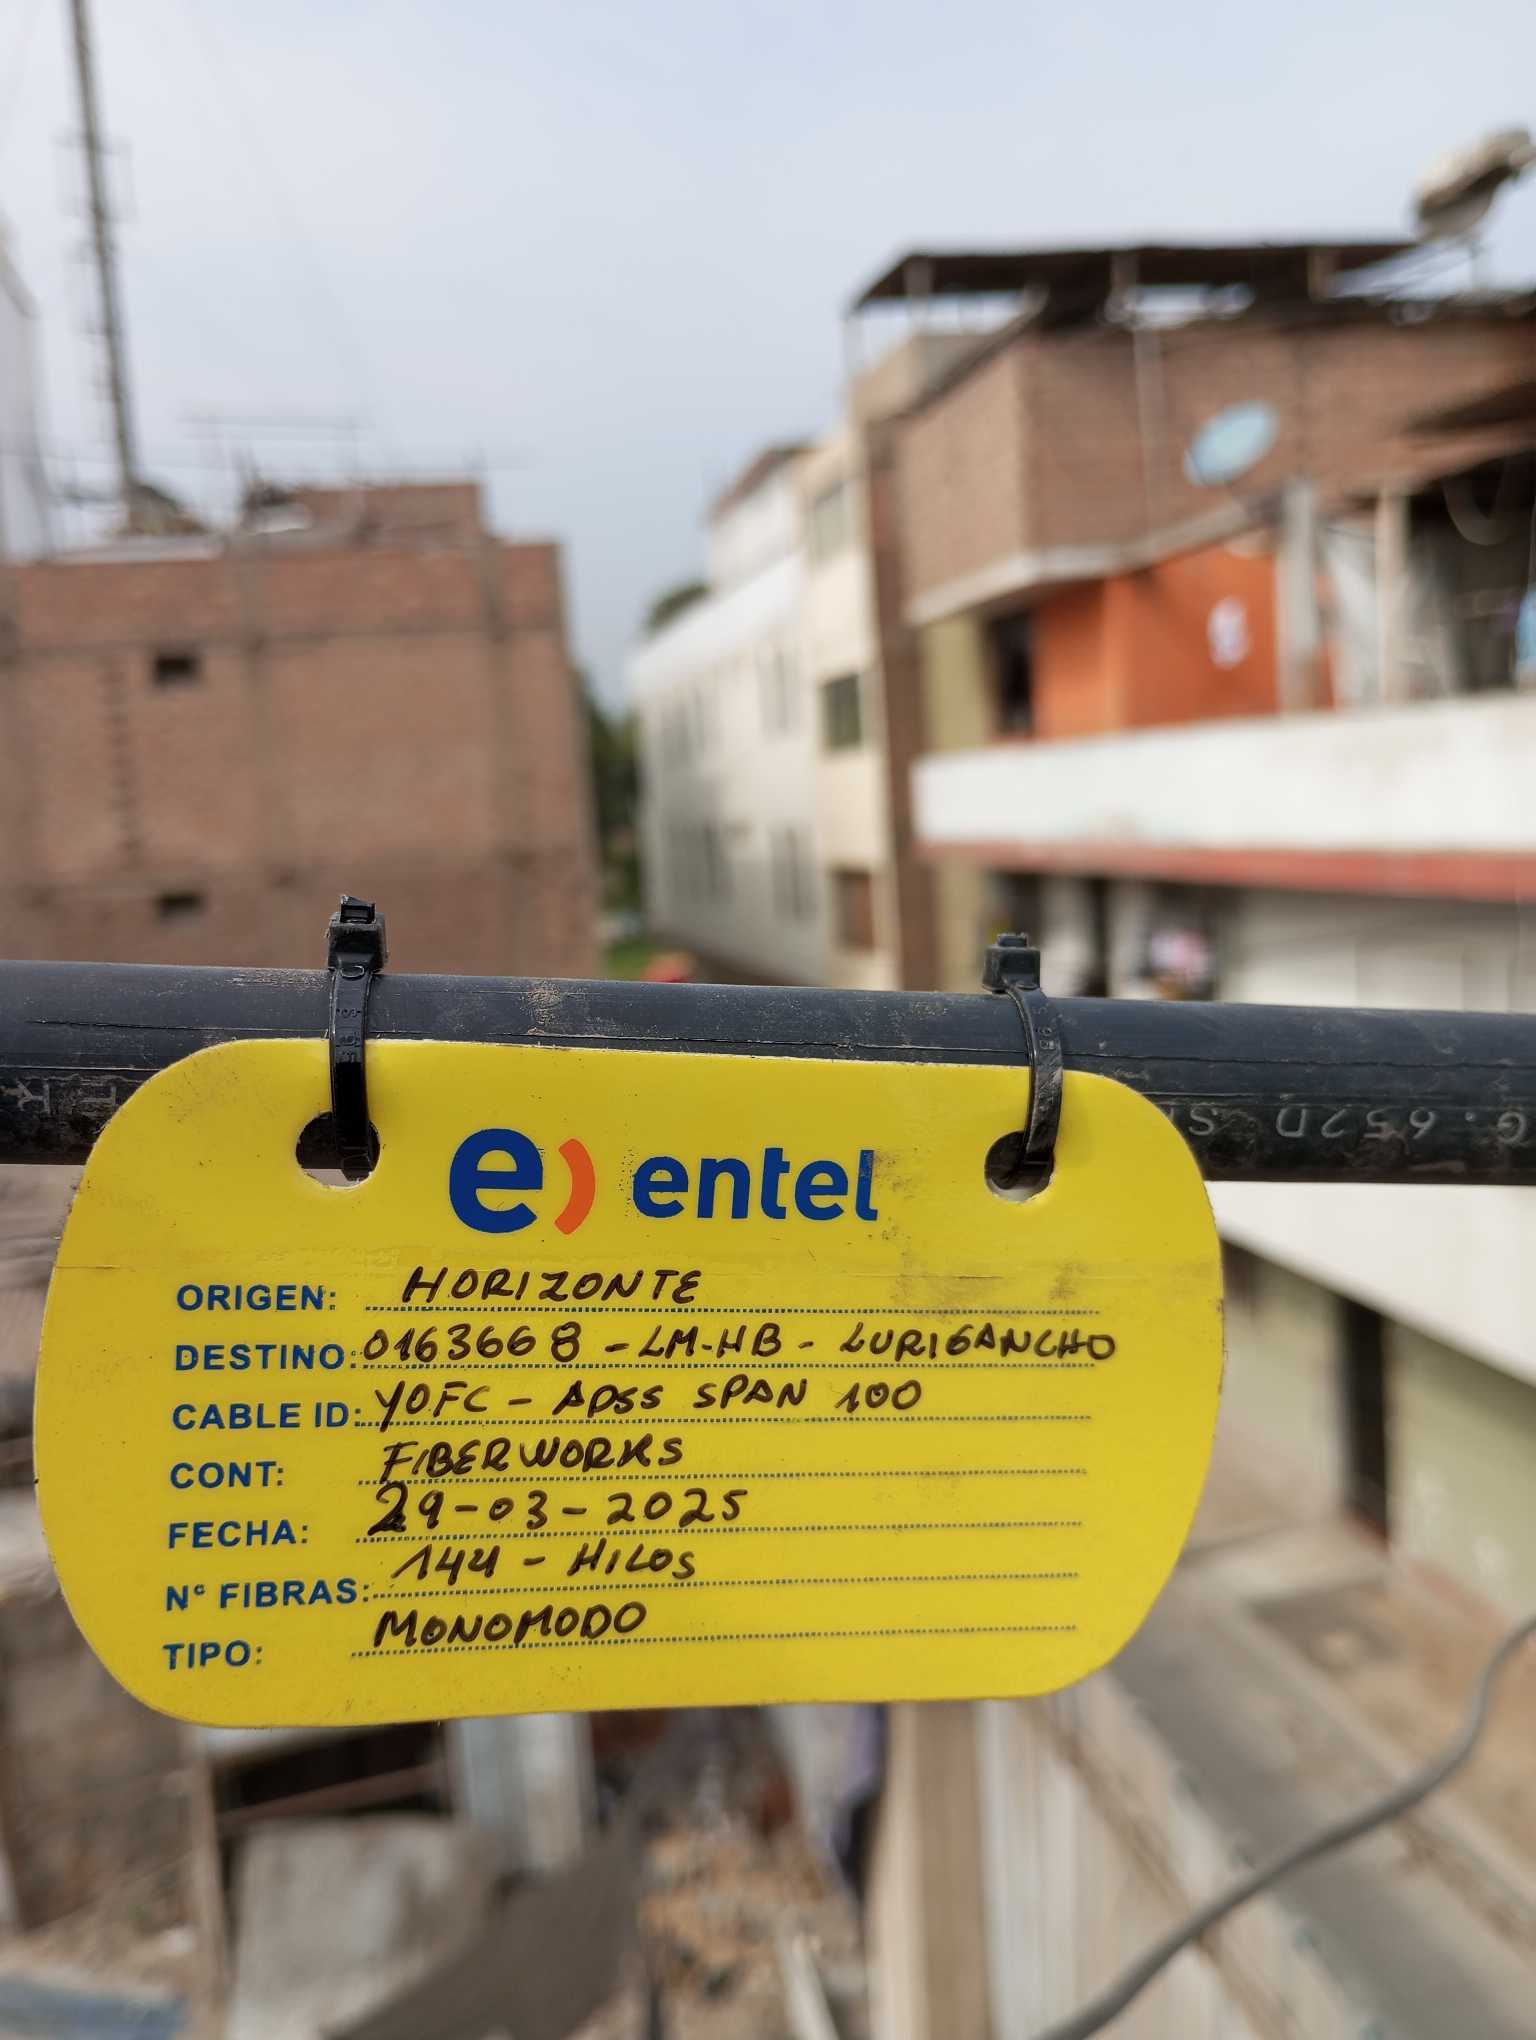 G.652D
e) entel
ORIGEN: HORIZONTE
DESTINO: 0163668 - LM-HB - LURIGANCHO
CABLE ID: YOFC - ADSS SPAN 100
CONT: FIBERWORKS
FECHA: 29-03-2025
N° FIBRAS: 144 - HILOS
TIPO: MONOMODO